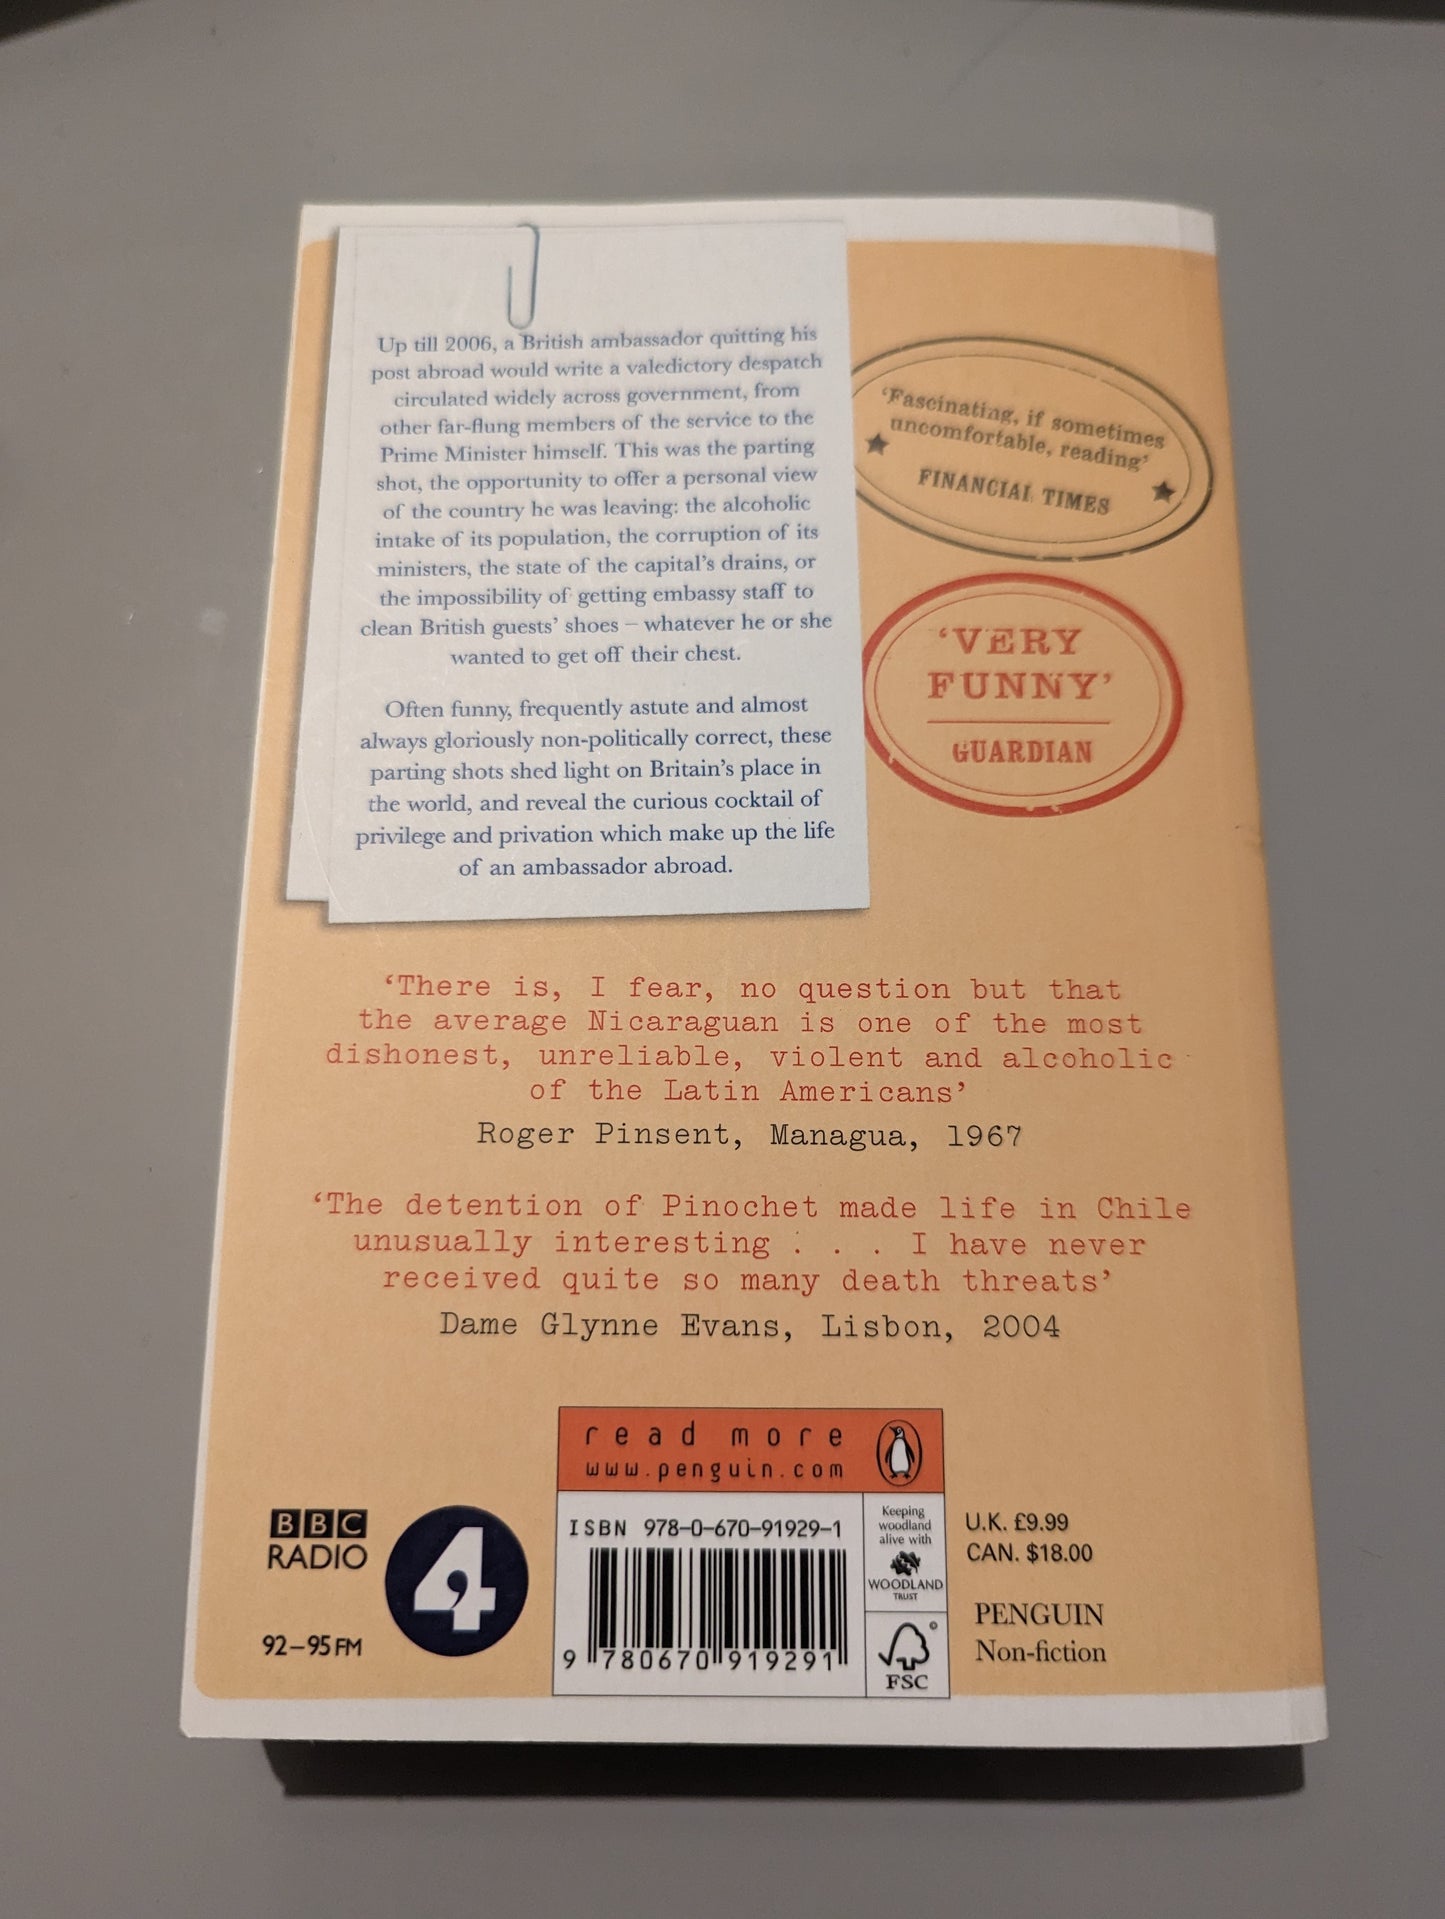 Up till 2006, a British ambassador quitting his
post abroad would write a valedictory despatch
circulated widely across government, from
other far-flung members of the service to the
Prime Minister himself. This was the parting
shot, the opportunity to offer a personal view
of the country he was leaving: the alcoholic
intake of its population, the corruption of its
ministers, the state of the capital's drains, or
the impossibility of getting embassy staff to
clean British guests' shoes – whatever he or she
wanted to get off their chest.
Often funny, frequently astute and almost
always gloriously non-politically correct, these
parting shots shed light on Britain's place in
the world, and reveal the curious cocktail of
privilege and privation which make up the life
of an ambassador abroad.
'Fascinating, if sometimes
uncomfortable, reading'
FINANCIAL TIMES
'VERY
FUNNY'
GUARDIAN
'There is, I fear, no question but that
the average Nicaraguan is one of the most
dishonest, unreliable, violent and alcoholic
of the Latin Americans'
Roger Pinsent, Managua, 1967
'The detention of Pinochet made life in Chile
unusually interesting . . . I have never
received quite so many death threats'
Dame Glynne Evans, Lisbon, 2004
read more
www.penguin.com
BBC
RADIO
4
92–95 FM
ISBN 978-0-670-91929-1
9 780670 919291
Keeping
woodland
alive with
WOODLAND
TRUST
©
FSC
U.K. £9.99
CAN. $18.00
PENGUIN
Non-fiction